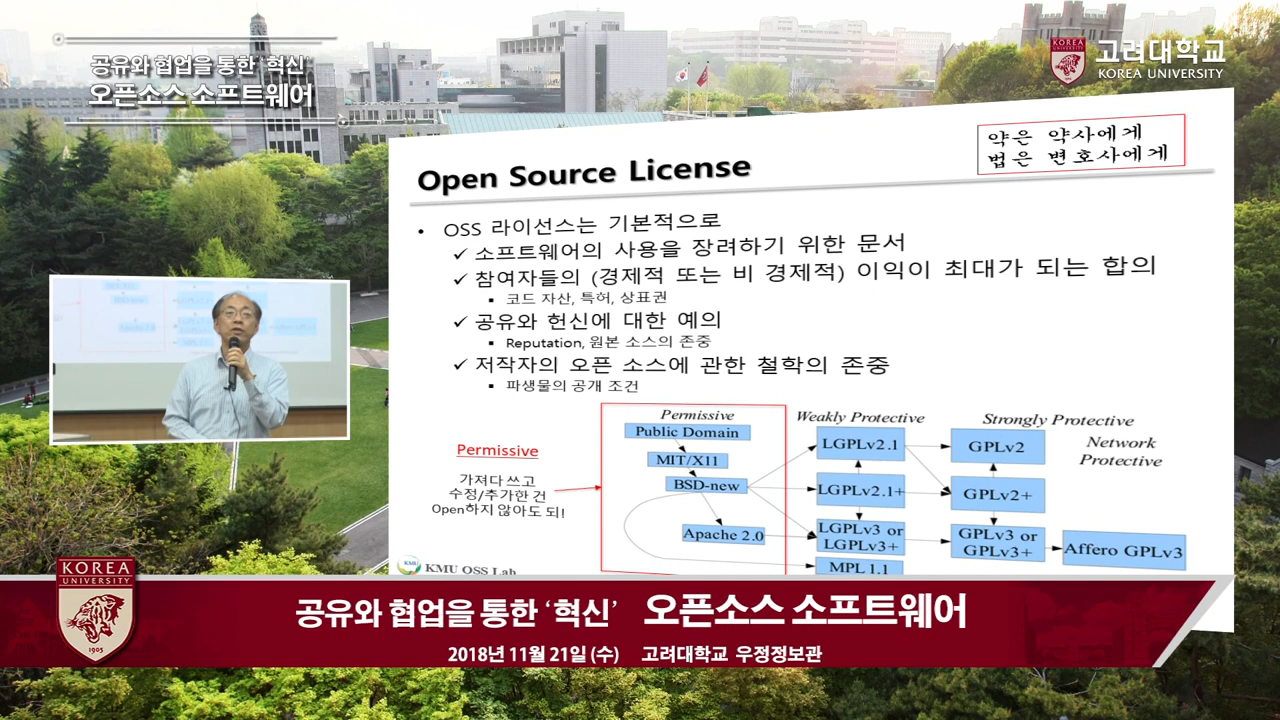 공유와 협업을 통한 '혁신'
오픈소스 소프트웨어
KOREA
UNIVERSITY
고려대학교
KOREA UNIVERSITY
약은 약사에게
법은 변호사에게
Open Source License
• OSS 라이선스는 기본적으로
✓ 소프트웨어의 사용을 장려하기 위한 문서
✓ 참여자들의 (경제적 또는 비 경제적) 이익이 최대가 되는 합의
▪ 코드 자산, 특허, 상표권
✓ 공유와 헌신에 대한 예의
▪ Reputation, 원본 소스의 존중
✓ 저작자의 오픈 소스에 관한 철학의 존중
▪ 파생물의 공개 조건
Permissive
가져다 쓰고
수정/추가한 건
Open하지 않아도 되!
Permissive
Public Domain
MIT/X11
BSD-new
Apache 2.0
Weakly Protective
LGPLv2.1
LGPLv2.1+
LGPLv3 or
LGPLv3+
MPL 1.1
Strongly Protective
GPLv2
GPLv2+
GPLv3 or
GPLv3+
Network
Protective
Affero GPLv3
KMU
KMU OSS Lab
KOREA
UNIVERSITY
1905
공유와 협업을 통한 '혁신' 오픈소스 소프트웨어
2018년 11월 21일 (수) 고려대학교 우정정보관